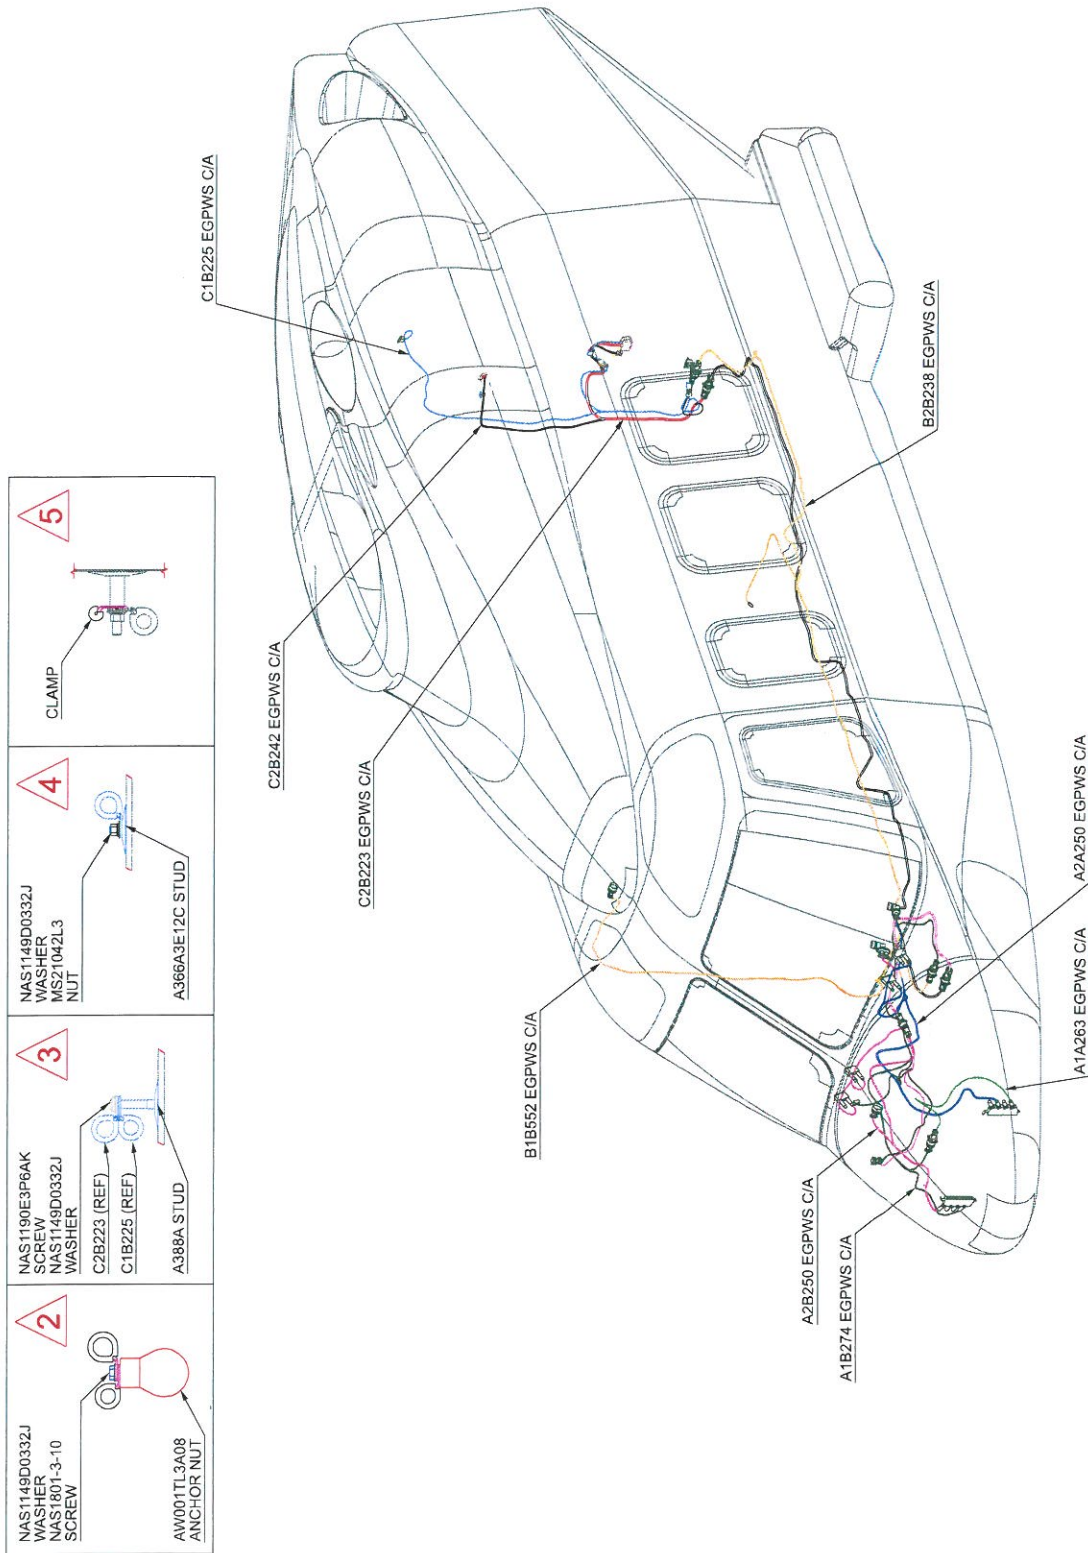 NAS1149D0332J
WASHER
NAS1801-3-10
SCREW
2
AW001TL3A08
ANCHOR NUT
NAS1190E3P6AK
SCREW
NAS1149D0332J
WASHER
3
C2B223 (REF)
C1B225 (REF)
A388A STUD
NAS1149D0332J
WASHER
MS21042L3
NUT
4
A366A3E12C STUD
5
CLAMP
C1B225 EGPWS C/A
C2B242 EGPWS C/A
C2B223 EGPWS C/A
B1B552 EGPWS C/A
A2B250 EGPWS C/A
A1B274 EGPWS C/A
B2B238 EGPWS C/A
A2A250 EGPWS C/A
A1A263 EGPWS C/A